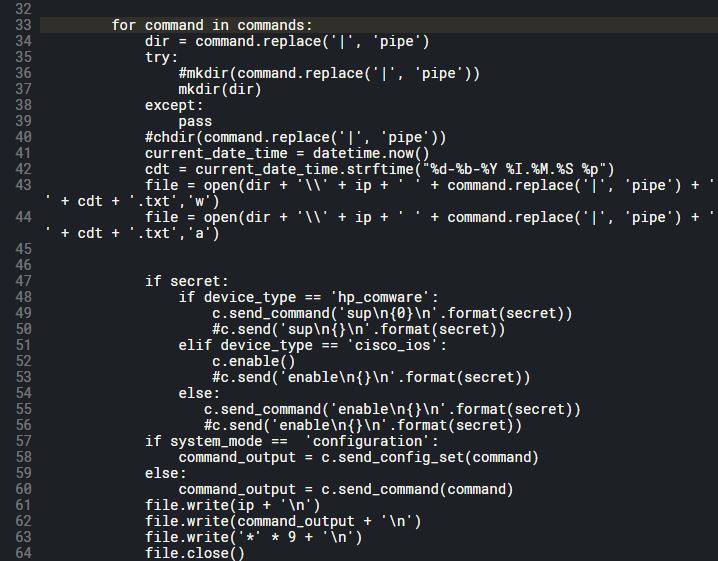 32
33         for command in commands:
34             dir = command.replace('|', 'pipe')
35             try:
36                 #mkdir(command.replace('|', 'pipe'))
37                 mkdir(dir)
38             except:
39                 pass
40             #chdir(command.replace('|', 'pipe'))
41             current_date_time = datetime.now()
42             cdt = current_date_time.strftime("%d-%b-%Y %I.%M.%S %p")
43             file = open(dir + '\\' + ip + ' ' + command.replace('|', 'pipe') + '
' + cdt + '.txt','w')
44             file = open(dir + '\\' + ip + ' ' + command.replace('|', 'pipe') + '
' + cdt + '.txt','a')
45
46
47             if secret:
48                 if device_type == 'hp_comware':
49                     c.send_command('sup\n{0}\n'.format(secret))
50                     #c.send('sup\n{}\n'.format(secret))
51                 elif device_type == 'cisco_ios':
52                     c.enable()
53                     #c.send('enable\n{}\n'.format(secret))
54                 else:
55                    c.send_command('enable\n{}\n'.format(secret))
56                    #c.send('enable\n{}\n'.format(secret))
57             if system_mode ==  'configuration':
58                 command_output = c.send_config_set(command)
59             else:
60                 command_output = c.send_command(command)
61             file.write(ip + '\n')
62             file.write(command_output + '\n')
63             file.write('*' * 9 + '\n')
64             file.close()